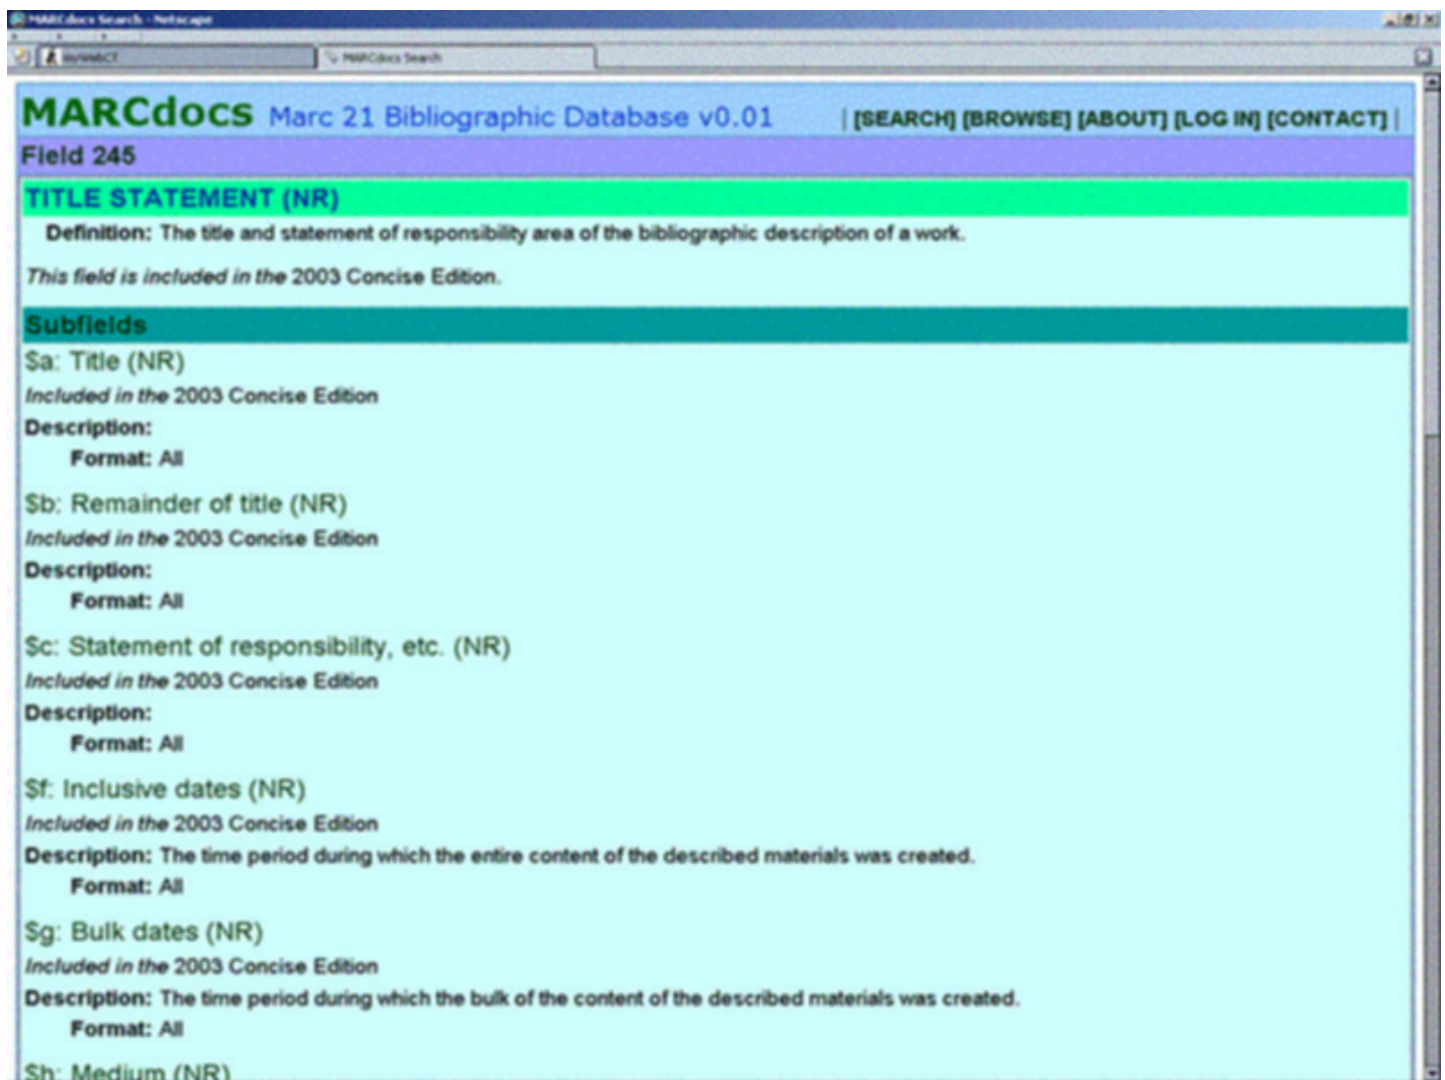 MARCdocs Search - Netscape
myWebCT
MARCdocs Search
MARCdocs Marc 21 Bibliographic Database v0.01 | [SEARCH] [BROWSE] [ABOUT] [LOG IN] [CONTACT] |
Field 245
TITLE STATEMENT (NR)
Definition: The title and statement of responsibility area of the bibliographic description of a work.
This field is included in the 2003 Concise Edition.
Subfields
$a: Title (NR)
Included in the 2003 Concise Edition
Description:
Format: All
$b: Remainder of title (NR)
Included in the 2003 Concise Edition
Description:
Format: All
$c: Statement of responsibility, etc. (NR)
Included in the 2003 Concise Edition
Description:
Format: All
$f: Inclusive dates (NR)
Included in the 2003 Concise Edition
Description: The time period during which the entire content of the described materials was created.
Format: All
$g: Bulk dates (NR)
Included in the 2003 Concise Edition
Description: The time period during which the bulk of the content of the described materials was created.
Format: All
$h: Medium (NR)